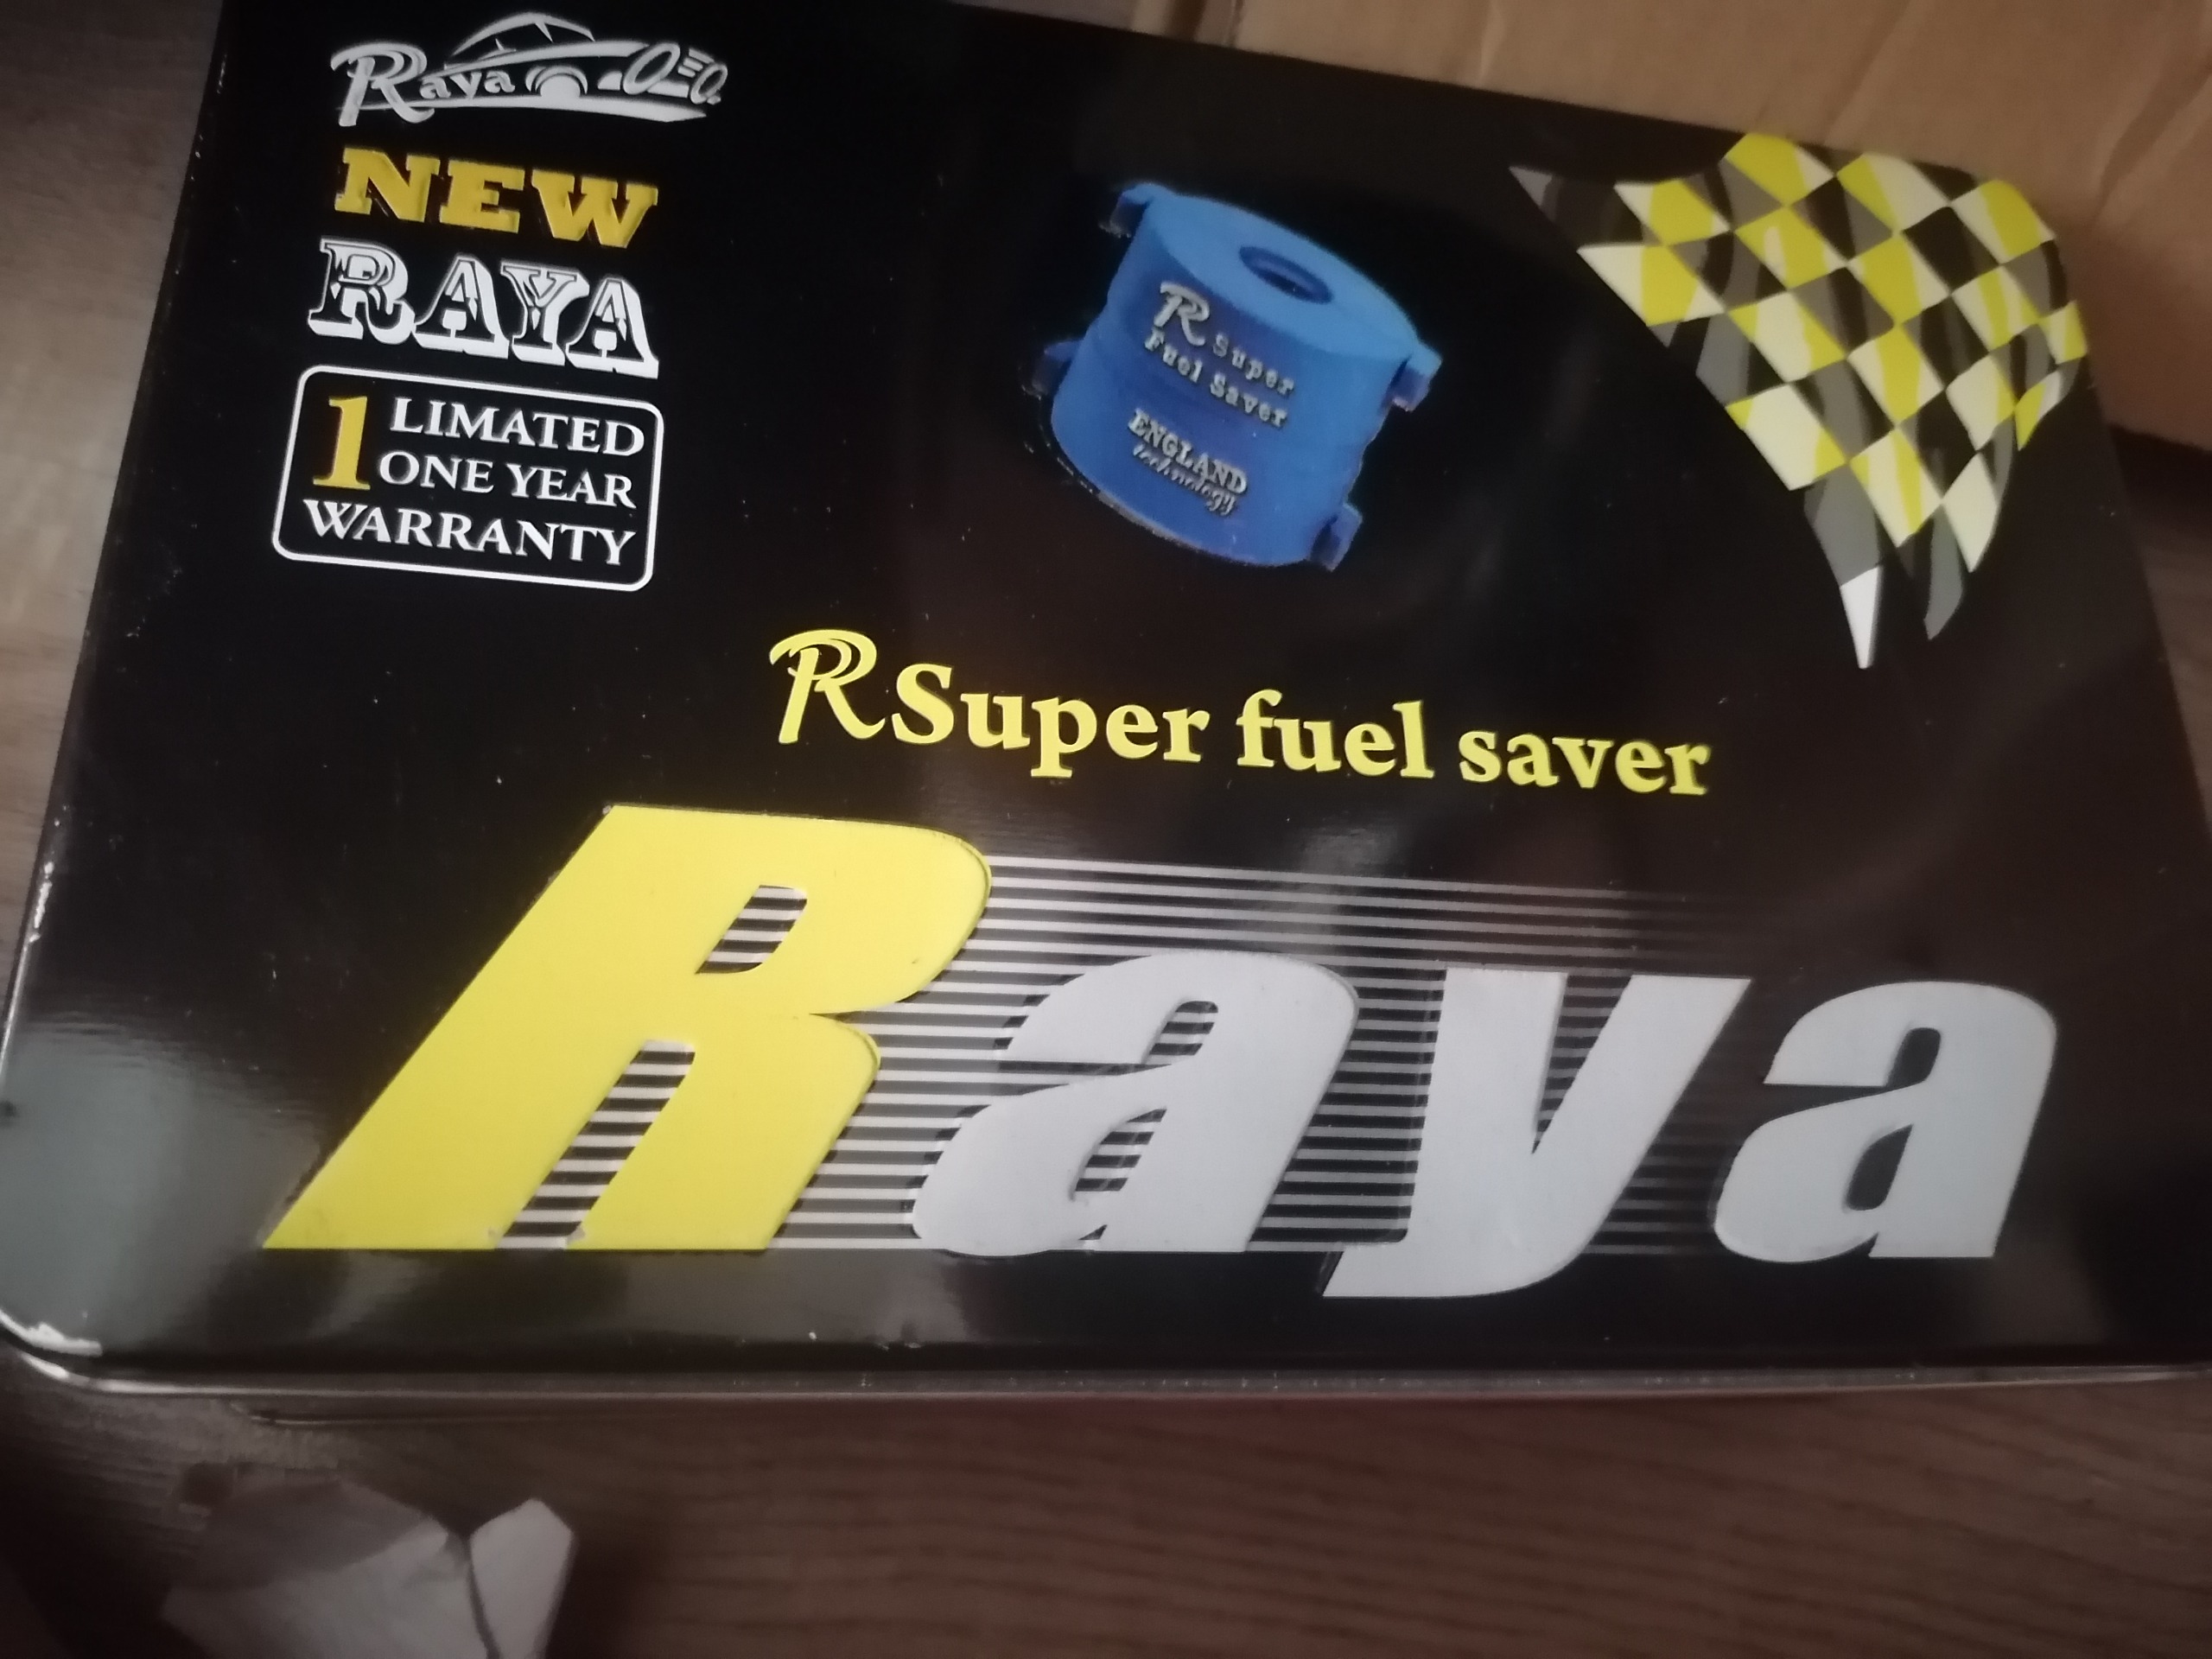 Raya
NEW
RAYA
1 LIMATED
ONE YEAR
WARRANTY
R Super
Fuel Saver
ENGLAND
technology
R Super fuel saver
Raya